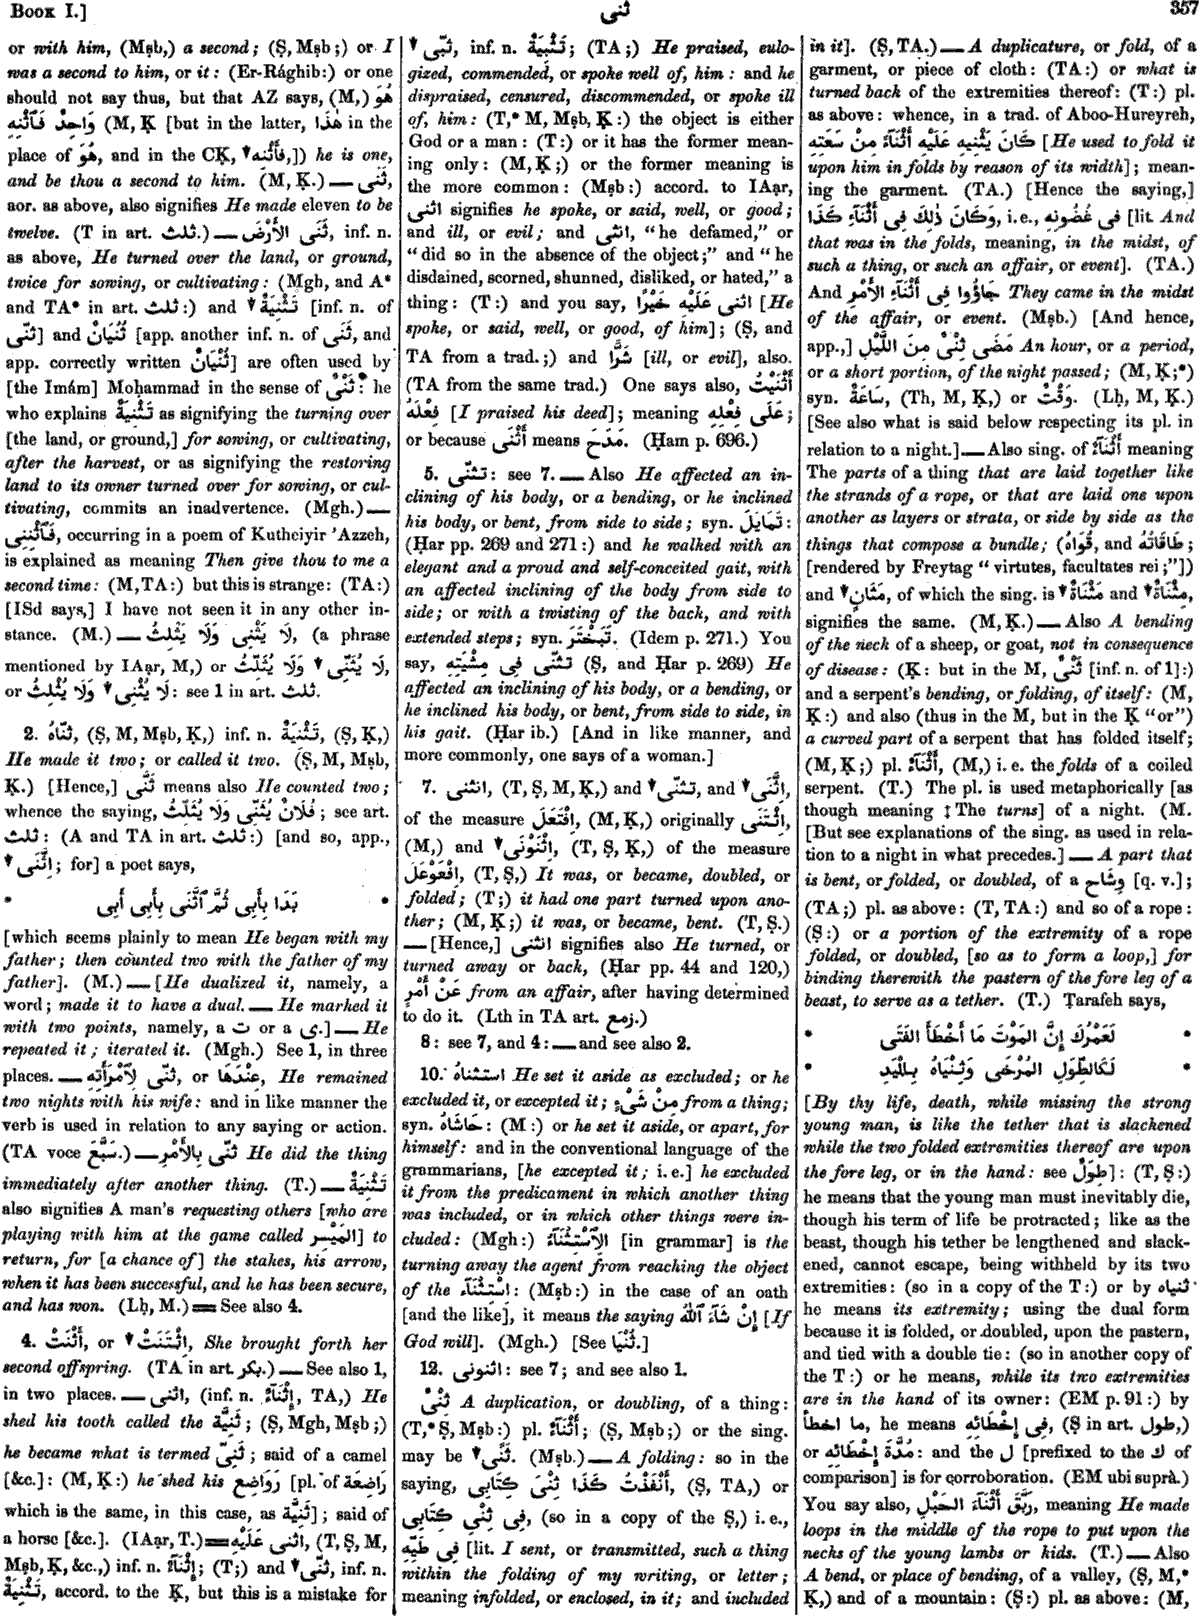 Book I.]
ثنى
357
or with him, (Mṣb,) a second; (Ṣ, Mṣb;) or I
was a second to him, or it: (Er-Rághib:) or one
should not say thus, but that AZ says, (M,) هُوَ
وَاحِدٌ فَٱثْنِهِ (M, Ḳ [but in the latter, هٰذَا in the
place of هُوَ, and in the CḲ, ▼فَأَثْنِه,]) he is one,
and be thou a second to him. (M, Ḳ.) — ثَنَى,
aor. as above, also signifies He made eleven to be
twelve. (T in art. ثلث.) — ثَنَى الأَرْضَ, inf. n.
as above, He turned over the land, or ground,
twice for sowing, or cultivating: (Mgh, and A*
and TA* in art. ثلث:) and ▼تَثْنِيَةٌ [inf. n. of
ثَنَّى] and ثُنْيَانٌ [app. another inf. n. of ثَنَى, and
app. correctly written ثِنْيَانٌ] are often used by
[the Imám] Moḥammad in the sense of ثَنْىٌ: he
who explains تَثْنِيَةٌ as signifying the turning over
[the land, or ground,] for sowing, or cultivating,
after the harvest, or as signifying the restoring
land to its owner turned over for sowing, or cul-
tivating, commits an inadvertence. (Mgh.) —
فَٱثْنِنِى, occurring in a poem of Kutheiyir 'Azzeh,
is explained as meaning Then give thou to me a
second time: (M, TA:) but this is strange: (TA:)
[ISd says,] I have not seen it in any other in-
stance. (M.) — لَا يَثْنِى وَلَا يَثْلِثُ, (a phrase
mentioned by IAạr, M,) or لَا يُثَنِّى ▼ وَلَا يُثَلِّثُ,
or لَا يُثْنِى ▼ وَلَا يُثْلِثُ: see 1 in art. ثلث.
2. ثنّاهُ, (Ṣ, M, Mṣb, Ḳ,) inf. n. تَثْنِيَةٌ, (Ṣ, Ḳ,)
He made it two; or called it two. (Ṣ, M, Mṣb,
Ḳ.) [Hence,] ثَنَّى means also He counted two;
whence the saying, فُلَانٌ يُثَنِّى وَلَا يُثَلِّثُ; see art.
ثلث: (A and TA in art. ثلث:) [and so, app.,
▼اِثَّنَى; for] a poet says,
* بَدَا بِأَبِى ثُمَّ ٱثَّنَى بِأَبِى أَبِى *
[which seems plainly to mean He began with my
father; then counted two with the father of my
father]. (M.) — [He dualized it, namely, a
word; made it to have a dual. — He marked it
with two points, namely, a ت or a ى.] — He
repeated it; iterated it. (Mgh.) See 1, in three
places. — ثنّى لِٱمْرَأَتِهِ, or عِنْدَهَا, He remained
two nights with his wife: and in like manner the
verb is used in relation to any saying or action.
(TA voce سَبَّعَ.) — ثنّى بِالأَمْرِ He did the thing
immediately after another thing. (T.) — تَثْنِيَةٌ
also signifies A man's requesting others [who are
playing with him at the game called المَيْسِر] to
return, for [a chance of] the stakes, his arrow,
when it has been successful, and he has been secure,
and has won. (Lḥ, M.) = See also 4.
4. أَثْنَتْ, or ▼اِثْتَنَتْ, She brought forth her
second offspring. (TA in art. بكر.) — See also 1,
in two places. — اثنى, (inf. n. إِثْنَآءٌ, TA,) He
shed his tooth called the ثَنِيَّة; (Ṣ, Mgh, Mṣb;)
he became what is termed ثَنِىّ; said of a camel
[&c.]: (M, Ḳ:) he shed his رَوَاضِع [pl. of رَاضِعَة,
which is the same, in this case, as ثَنِيَّة]; said of
a horse [&c.]. (IAạr, T.) = اثنى عَلَيْهِ, (T, Ṣ, M,
Mṣb, Ḳ, &c.,) inf. n. إِثْنَآءٌ; (T;) and ▼ثنّى, inf. n.
تَثْنِيَةٌ, accord. to the Ḳ, but this is a mistake for
▼ثَبَّى, inf. n. تَثْبِيَةٌ; (TA;) He praised, eulo-
gized, commended, or spoke well of, him: and he
dispraised, censured, discommended, or spoke ill
of, him: (T,* M, Mṣb, Ḳ:) the object is either
God or a man: (T:) or it has the former mean-
ing only: (M, Ḳ;) or the former meaning is
the more common: (Mṣb:) accord. to IAạr,
اثنى signifies he spoke, or said, well, or good;
and ill, or evil; and انثى, "he defamed," or
"did so in the absence of the object;" and "he
disdained, scorned, shunned, disliked, or hated," a
thing: (T:) and you say, اثنى عَلَيْهِ خَيْرًا [He
spoke, or said, well, or good, of him]; (Ṣ, and
TA from a trad.;) and شَرًّا [ill, or evil], also.
(TA from the same trad.) One says also, أَثْنَيْتُ
فِعْلَهُ [I praised his deed]; meaning عَلَى فِعْلِهِ;
or because أَثْنَى means مَدَحَ. (Ḥam p. 696.)
5. تثنّى: see 7. — Also He affected an in-
clining of his body, or a bending, or he inclined
his body, or bent, from side to side; syn. تَمَايَلَ:
(Ḥar pp. 269 and 271:) and he walked with an
elegant and a proud and self-conceited gait, with
an affected inclining of the body from side to
side; or with a twisting of the back, and with
extended steps; syn. تَبَخْتَرَ. (Idem p. 271.) You
say, تثنّى فِى مِشْيَتِهِ (Ṣ, and Ḥar p. 269) He
affected an inclining of his body, or a bending, or
he inclined his body, or bent, from side to side, in
his gait. (Ḥar ib.) [And in like manner, and
more commonly, one says of a woman.]
7. انثنى, (T, Ṣ, M, Ḳ,) and ▼تثنّى, and ▼اِثَّنَى,
of the measure اِفْتَعَلَ, (M, Ḳ,) originally اِثْتَنَى,
(M,) and ▼اِثْنَوْنَى, (T, Ṣ, Ḳ,) of the measure
اِفْعَوْعَلَ, (T, Ṣ,) It was, or became, doubled, or
folded; (T;) it had one part turned upon ano-
ther; (M, Ḳ;) it was, or became, bent. (T, Ṣ.)
— [Hence,] انثنى signifies also He turned, or
turned away or back, (Ḥar pp. 44 and 120,)
عَنْ أَمْرٍ from an affair, after having determined
to do it. (Lth in TA art. زمع.)
8: see 7, and 4: — and see also 2.
10. استثناهُ He set it aside as excluded; or he
excluded it, or excepted it; مِنْ شَىْءٍ from a thing;
syn. حَاشَاهُ: (M:) or he set it aside, or apart, for
himself: and in the conventional language of the
grammarians, [he excepted it; i.e.] he excluded
it from the predicament in which another thing
was included, or in which other things were in-
cluded: (Mgh:) الاِٱسْتِثْنَآءُ [in grammar] is the
turning away the agent from reaching the object
of the اسْتِثْنَآء: (Mṣb:) in the case of an oath
[and the like], it means the saying إِنْ شَآءَ ٱللّٰهُ [If
God will]. (Mgh.) [See ثُنْيَا.]
12. اثنونى: see 7; and see also 1.
ثِنْىٌ A duplication, or doubling, of a thing:
(T,* Ṣ, Mṣb:) pl. أَثْنَآءٌ; (Ṣ, Mṣb;) or the sing.
may be ▼ثَنًى. (Mṣb.) — A folding: so in the
saying, أَنْفَذْتُ كَذَا ثِنْىَ كِتَابِى, (Ṣ, TA,) or
فِى ثِنْىِ كِتَابِى, (so in a copy of the Ṣ,) i.e.,
فِى طَيِّهِ [lit. I sent, or transmitted, such a thing
within the folding of my writing, or letter;
meaning infolded, or enclosed, in it; and included
in it]. (Ṣ, TA.) — A duplicature, or fold, of a
garment, or piece of cloth: (TA:) or what is
turned back of the extremities thereof: (T:) pl.
as above: whence, in a trad. of Aboo-Hureyreh,
كَانَ يَثْنِيهِ عَلَيْهِ أَثْنَآءً مِنْ سَعَتِهِ [He used to fold it
upon him in folds by reason of its width]; mean-
ing the garment. (TA.) [Hence the saying,]
وَكَانَ ذٰلِكَ فِى أَثْنَآءِ كَذَا, i.e., فِى غُضُونِهِ [lit. And
that was in the folds, meaning, in the midst, of
such a thing, or such an affair, or event]. (TA.)
And جَاؤُوا فِى أَثْنَآءِ الأَمْرِ They came in the midst
of the affair, or event. (Mṣb.) [And hence,
app.,] مَضَى ثِنْىٌ مِنَ اللَّيْلِ An hour, or a period,
or a short portion, of the night passed; (M, Ḳ;*)
syn. سَاعَةٌ, (Th, M, Ḳ,) or وَقْتٌ. (Lḥ, M, Ḳ.)
[See also what is said below respecting its pl. in
relation to a night.] — Also sing. of أَثْنَآءٌ meaning
The parts of a thing that are laid together like
the strands of a rope, or that are laid one upon
another as layers or strata, or side by side as the
things that compose a bundle; (قُوَاهُ, and طَاقَاتُهُ;
[rendered by Freytag "virtutes, facultates rei;"])
and ▼مَثَانٍ, of which the sing. is ▼مَثْنَاةٌ and ▼مِثْنَاةٌ,
signifies the same. (M, Ḳ.) — Also A bending
of the neck of a sheep, or goat, not in consequence
of disease: (Ḳ: but in the M, ثَنْىٌ [inf. n. of 1]:)
and a serpent's bending, or folding, of itself: (M,
Ḳ:) and also (thus in the M, but in the Ḳ "or")
a curved part of a serpent that has folded itself;
(M, Ḳ;) pl. أَثْنَآءٌ, (M,) i. e. the folds of a coiled
serpent. (T.) The pl. is used metaphorically [as
though meaning ‡ The turns] of a night. (M.
[But see explanations of the sing. as used in rela-
tion to a night in what precedes.] — A part that
is bent, or folded, or doubled, of a وِشَاح [q. v.];
(TA;) pl. as above: (T, TA:) and so of a rope:
(Ṣ:) or a portion of the extremity of a rope
folded, or doubled, [so as to form a loop,] for
binding therewith the pastern of the fore leg of a
beast, to serve as a tether. (T.) Ṭarafeh says,
* لَعَمْرُكَ إِنَّ المَوْتَ مَا أَخْطَأَ الفَتَى *
* لَكَالطِّوَلِ المُرْخَى وَثِنْيَاهُ بِٱلْيَدِ *
[By thy life, death, while missing the strong
young man, is like the tether that is slackened
while the two folded extremities thereof are upon
the fore leg, or in the hand: see طِوَلٌ]: (T, Ṣ:)
he means that the young man must inevitably die,
though his term of life be protracted; like as the
beast, though his tether be lengthened and slack-
ened, cannot escape, being withheld by its two
extremities: (so in a copy of the T:) or by ثنياه
he means its extremity; using the dual form
because it is folded, or doubled, upon the pastern,
and tied with a double tie: (so in another copy of
the T:) or he means, while its two extremities
are in the hand of its owner: (EM p. 91:) by
ما اخطأ, he means فِى إِخْطَائِهِ, (Ṣ in art. طول,)
or مُدَّةَ إِخْطَائِهِ: and the ل [prefixed to the ك of
comparison] is for corroboration. (EM ubi suprà.)
You say also, رَبَّقَ أَثْنَآءَ الحَبْلِ, meaning He made
loops in the middle of the rope to put upon the
necks of the young lambs or kids. (T.) — Also
A bend, or place of bending, of a valley, (Ṣ, M,*
Ḳ,) and of a mountain: (Ṣ:) pl. as above: (M,